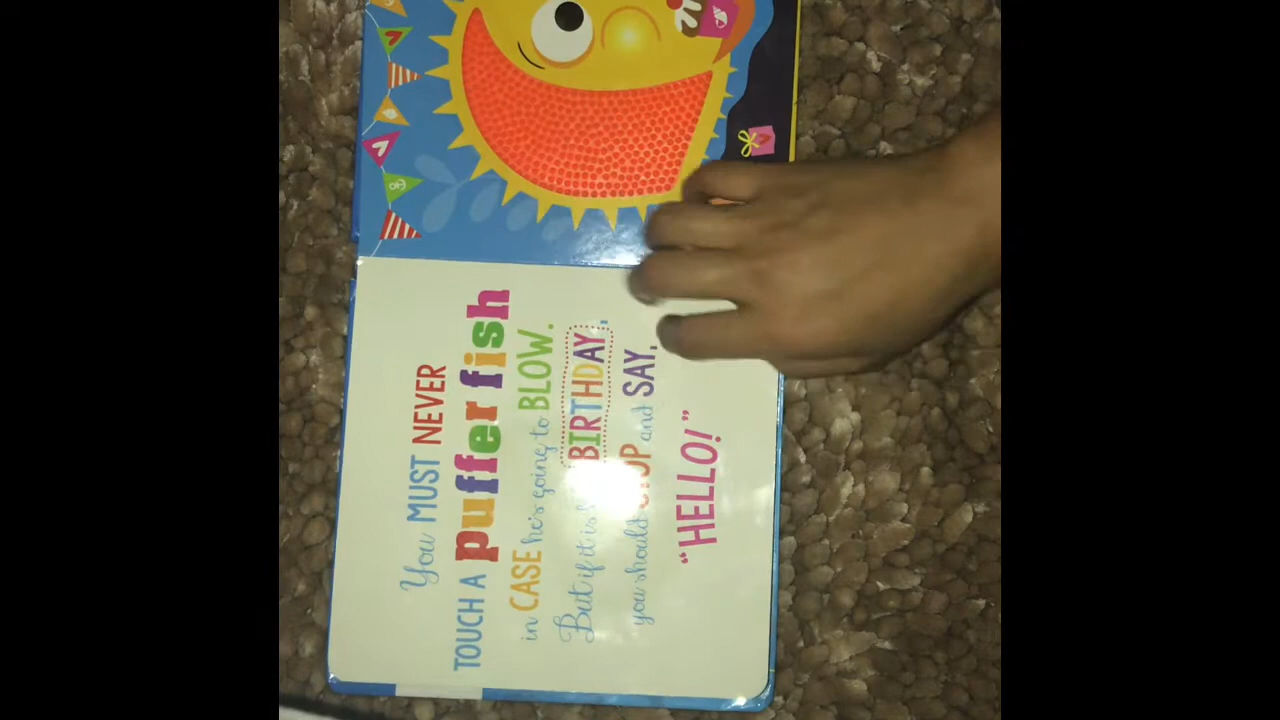 You MUST NEVER
TOUCH A pufferfish
in CASE he's going to BLOW.
But if it is BIRTHDAY,
you should STOP and SAY,
"HELLO!"